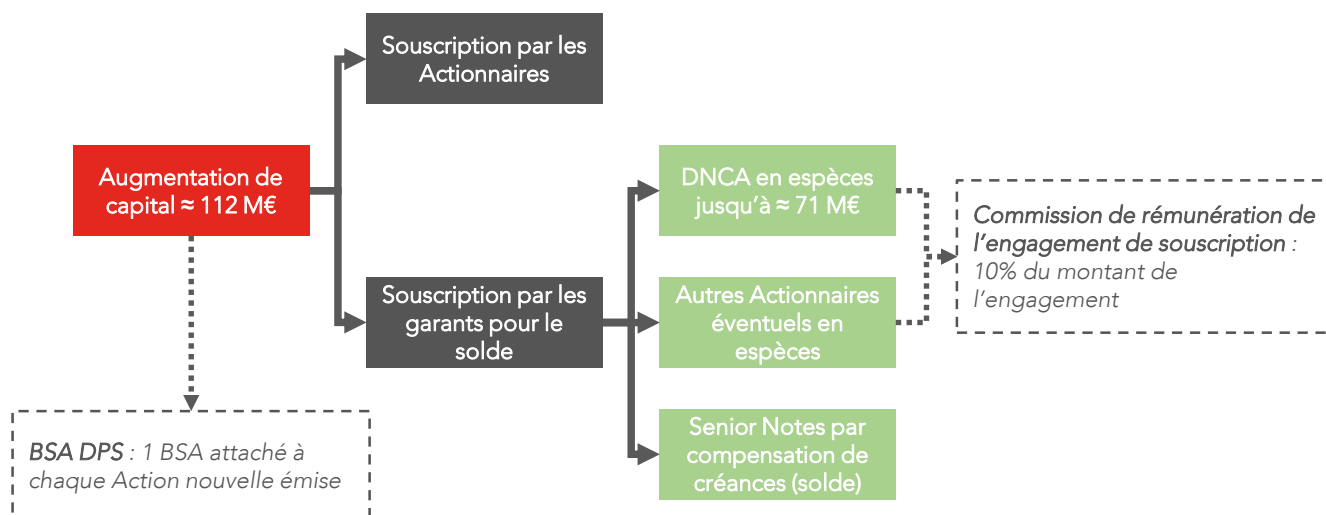 Souscription par les
Actionnaires
Augmentation de
capital ≈ 112 M€
DNCA en espèces
jusqu’à ≈ 71 M€
Commission de rémunération de
l’engagement de souscription :
10% du montant de
l’engagement
Souscription par les
garants pour le
solde
Autres Actionnaires
éventuels en
espèces
BSA DPS : 1 BSA attaché à
chaque Action nouvelle émise
Senior Notes par
compensation de
créances (solde)